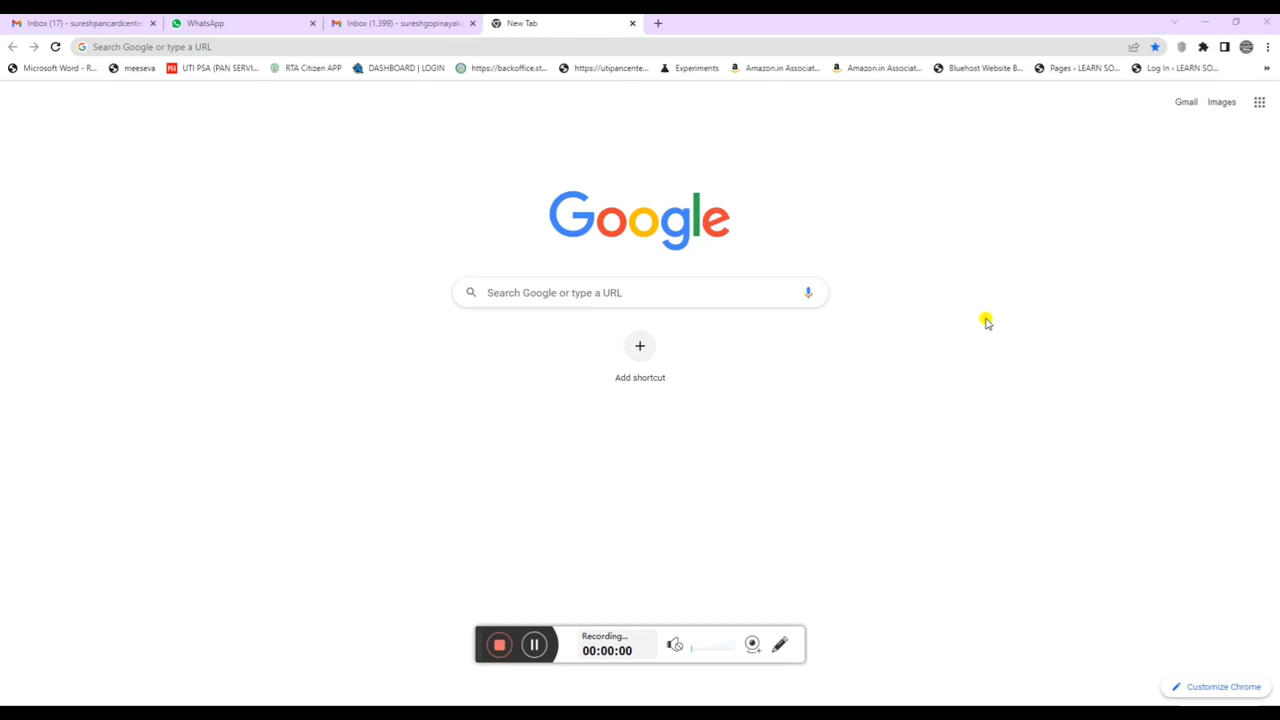 Inbox (17) - sureshpancardcente
WhatsApp
Inbox (1,399) - sureshgopinayak
New Tab
Search Google or type a URL
Microsoft Word - R...
meeseva
UTI PSA (PAN SERVI...
RTA Citizen APP
DASHBOARD | LOGIN
https://backoffice.st...
https://utipancente...
Experiments
Amazon.in Associat...
Amazon.in Associat...
Bluehost Website B...
Pages ‹ LEARN SO...
Log In ‹ LEARN SO...
»
Gmail
Images
Google
Search Google or type a URL
Add shortcut
Recording...
00:00:00
Customize Chrome